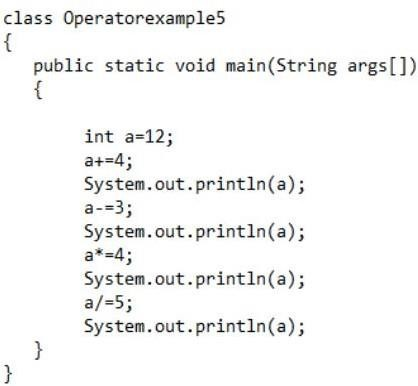 class Operatorexample5
{
public static void main(String args[])
{
int a=12;
a+=4;
System.out.println(a);
a-=3;
System.out.println(a);
a*=4;
System.out.println(a);
a/=5;
System.out.println(a);
}
}